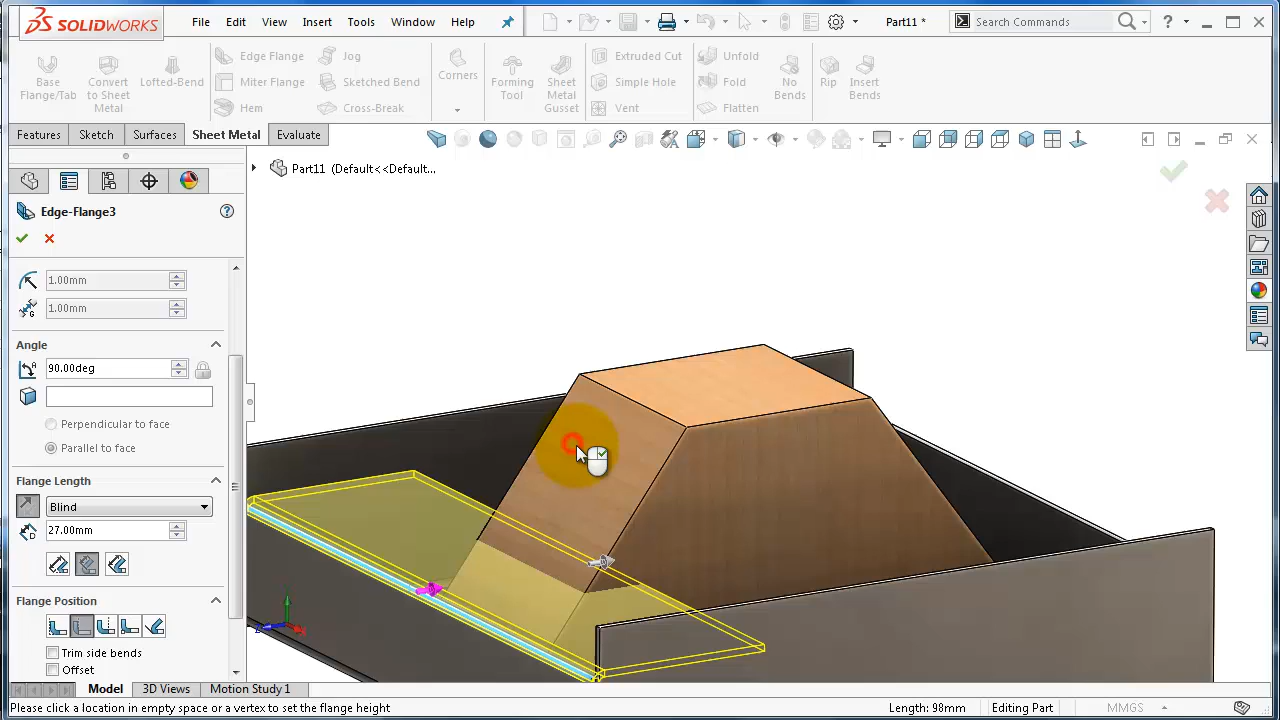 SOLIDWORKS File Edit View Insert Tools Window Help Part11 * Search Commands ?
Base Flange/Tab Convert to Sheet Metal Lofted-Bend Edge Flange Miter Flange Hem Jog Sketched Bend Cross-Break Corners Forming Tool Sheet Metal Gusset Extruded Cut Simple Hole Vent Unfold Fold Flatten No Bends Rip Insert Bends
Features Sketch Surfaces Sheet Metal Evaluate
Part11 (Default<<Default...
Edge-Flange3 ?
1.00mm
1.00mm
Angle
90.00deg
Perpendicular to face
Parallel to face
Flange Length
Blind
27.00mm
Flange Position
Trim side bends
Offset
Model 3D Views Motion Study 1
Please click a location in empty space or a vertex to set the flange height Length: 98mm Editing Part MMGS